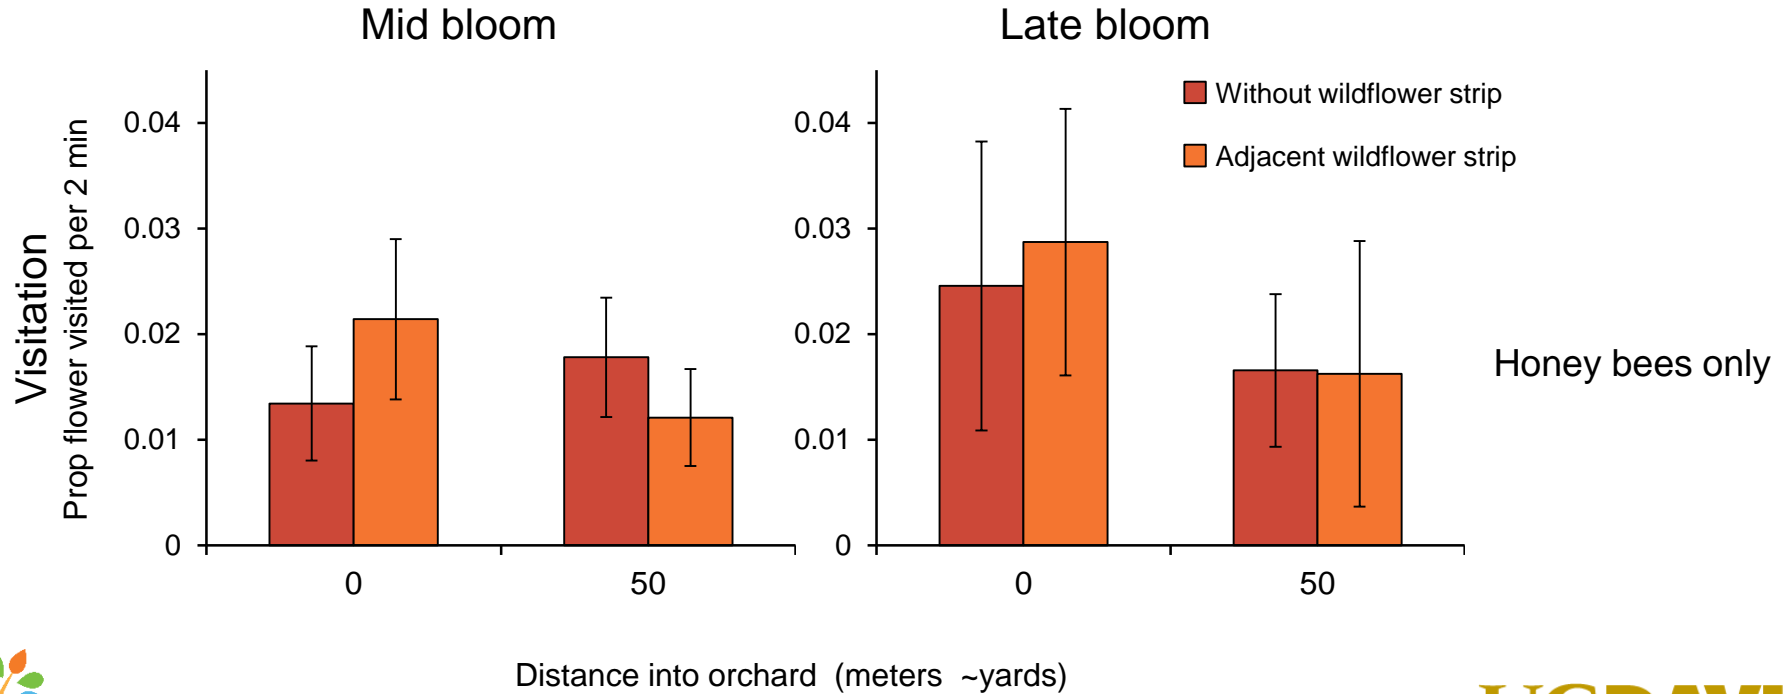 Mid bloom
Late bloom
Without wildflower strip
Adjacent wildflower strip
Visitation
Prop flower visited per 2 min
0.04
0.03
0.02
0.01
0
0 50
0.04
0.03
0.02
0.01
0
0 50
Honey bees only
Distance into orchard (meters ~yards)